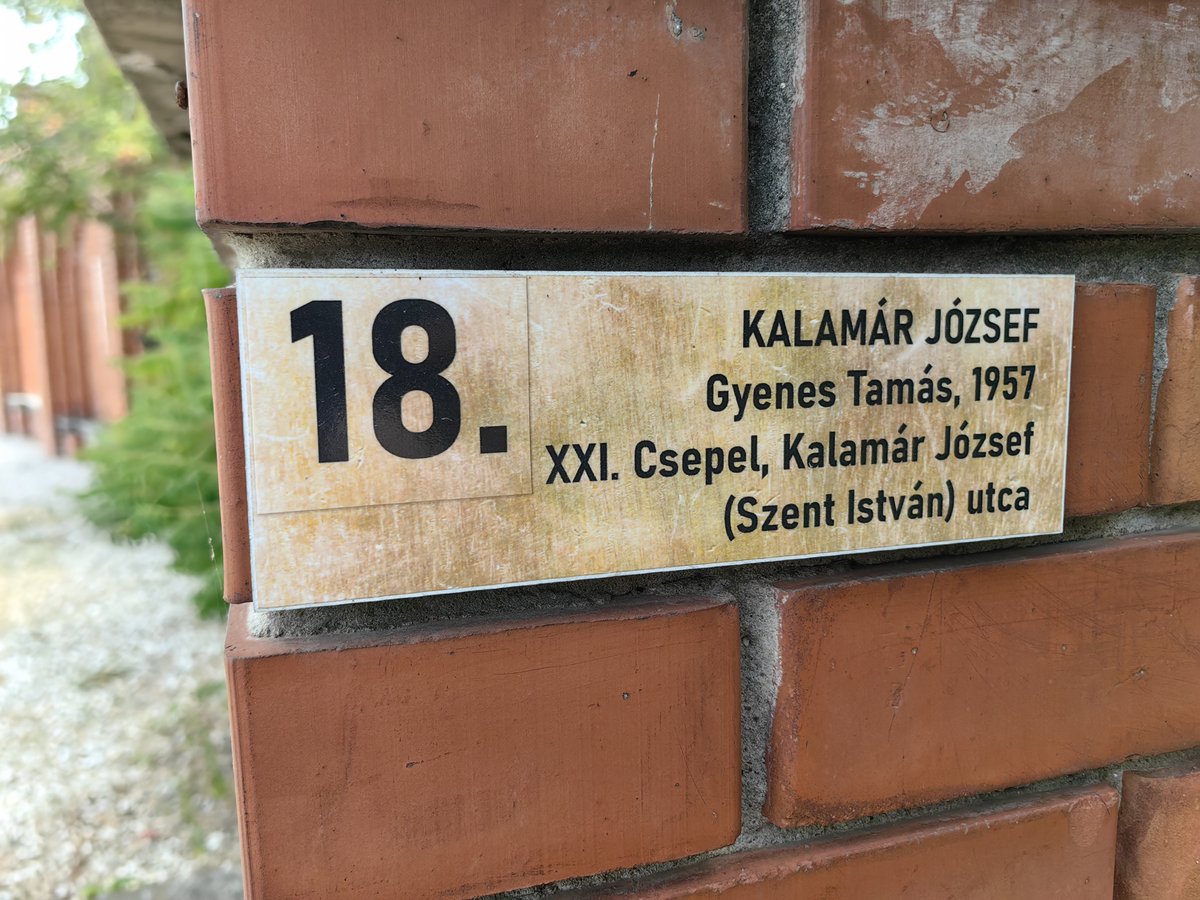 18.
KALAMÁR JÓZSEF
Gyenes Tamás, 1957
XXI. Csepel, Kalamár József
(Szent István) utca